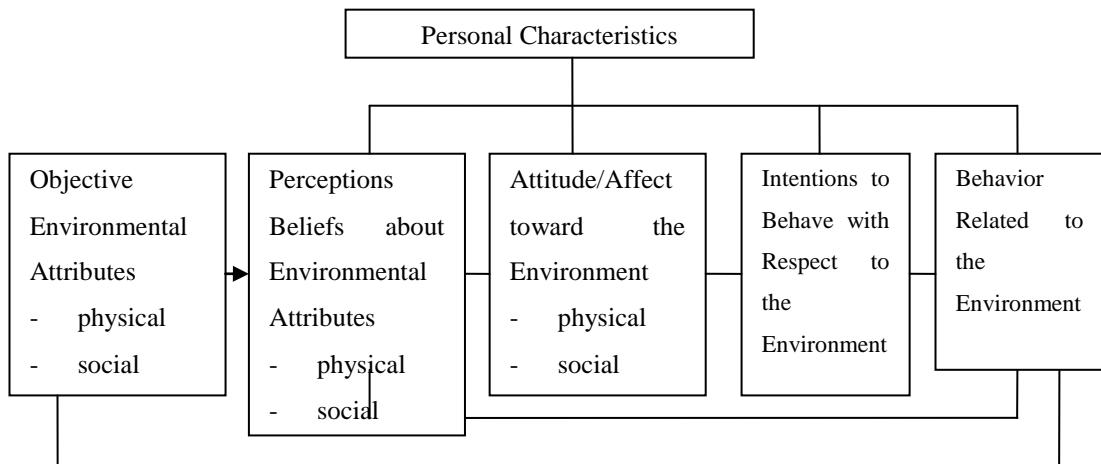 Personal Characteristics
Objective
Environmental
Attributes
- physical
- social
Perceptions
Beliefs about
Environmental
Attributes
- physical
- social
Attitude/Affect
toward the
Environment
- physical
- social
Intentions to
Behave with
Respect to
the
Environment
Behavior
Related to
the
Environment